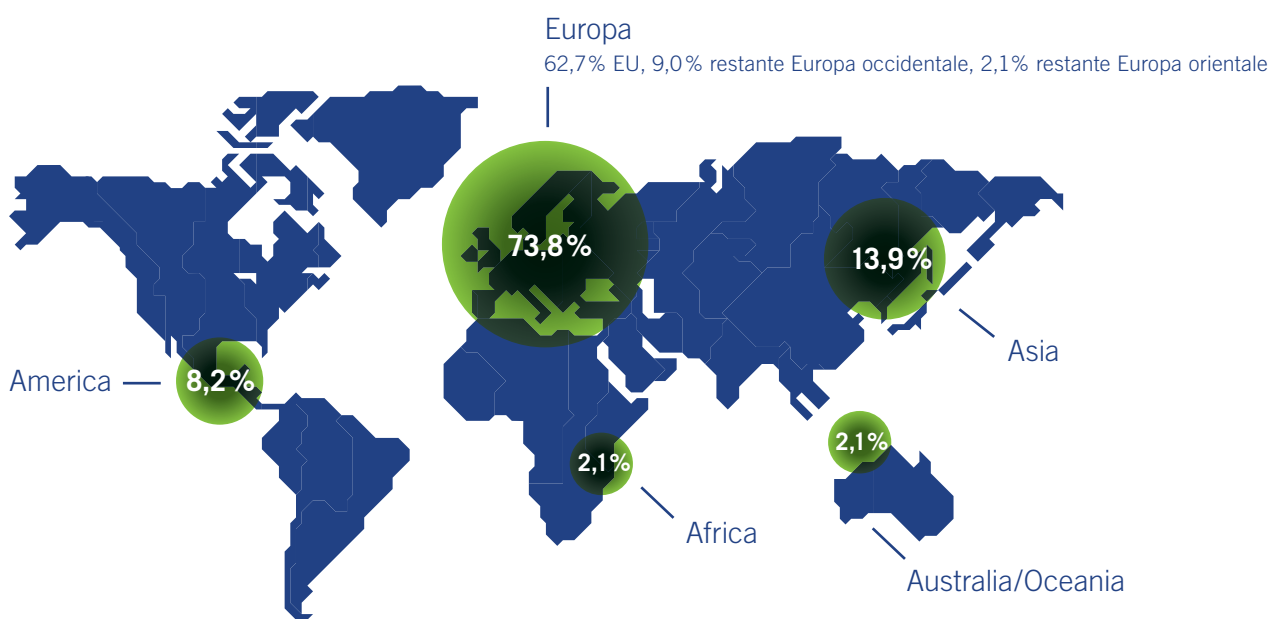 Europa
62,7% EU, 9,0% restante Europa occidentale, 2,1% restante Europa orientale
73,8%
13,9%
Asia
America
8,2%
2,1%
Africa
2,1%
Australia/Oceania